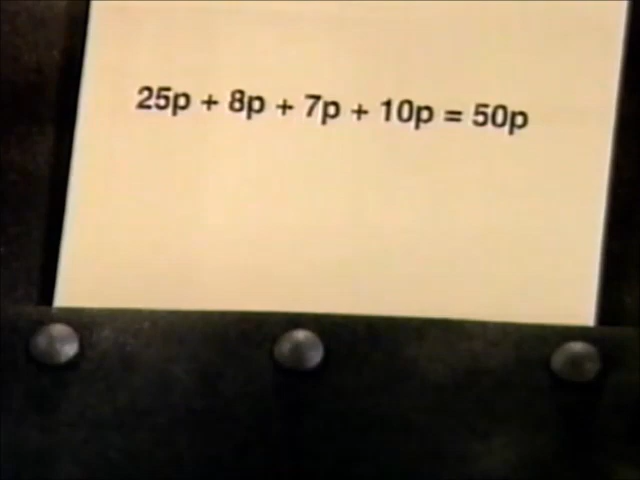 25p + 8p + 7p + 10p = 50p